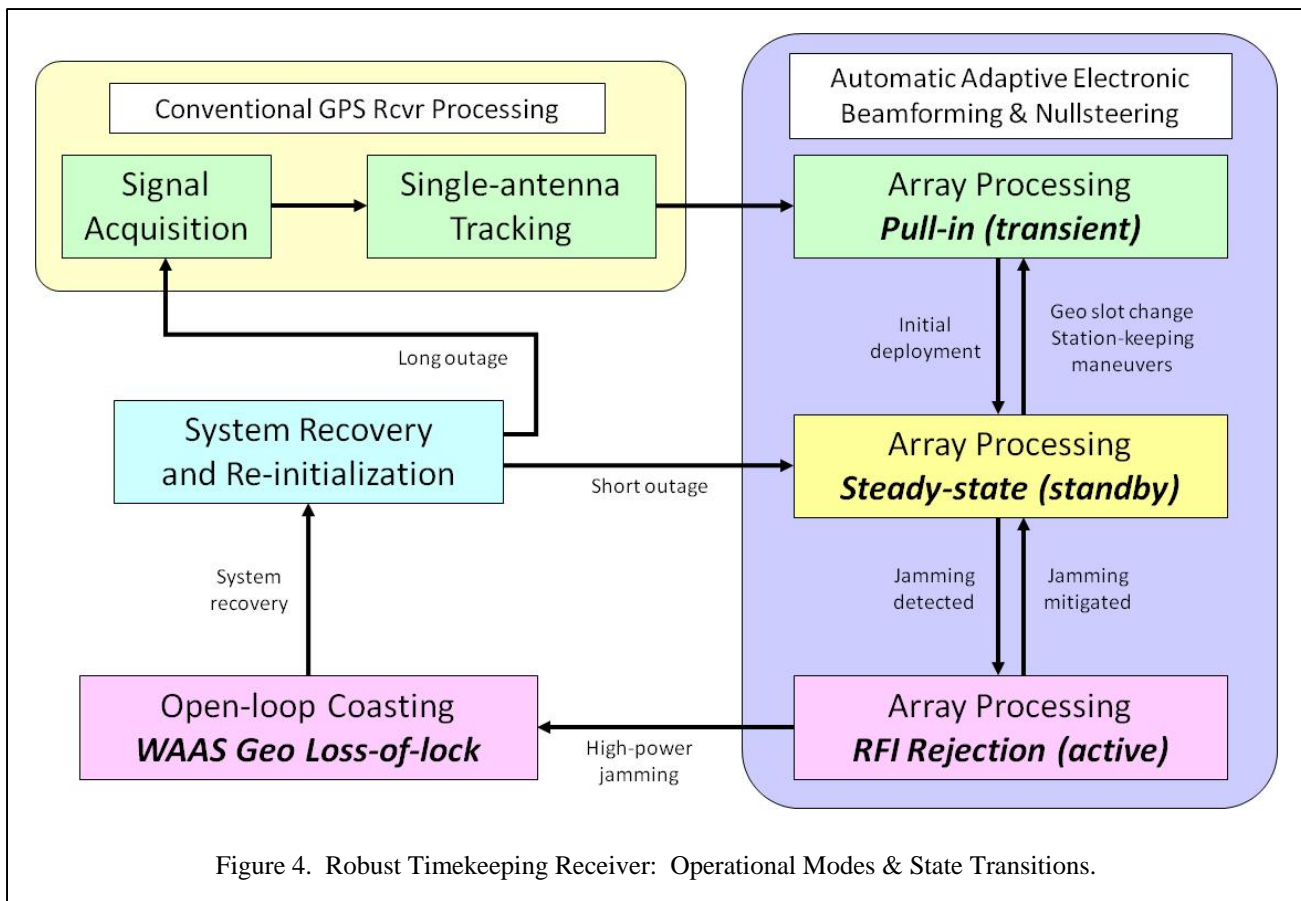 Conventional GPS Rcvr Processing
Automatic Adaptive Electronic
Beamforming & Nullsteering
Signal
Acquisition
Single-antenna
Tracking
Array Processing
Pull-in (transient)
Initial
deployment
Geo slot change
Station-keeping
maneuvers
Long outage
System Recovery
and Re-initialization
Short outage
Array Processing
Steady-state (standby)
System
recovery
Jamming
detected
Jamming
mitigated
Open-loop Coasting
WAAS Geo Loss-of-lock
High-power
jamming
Array Processing
RFI Rejection (active)
Figure 4. Robust Timekeeping Receiver: Operational Modes & State Transitions.